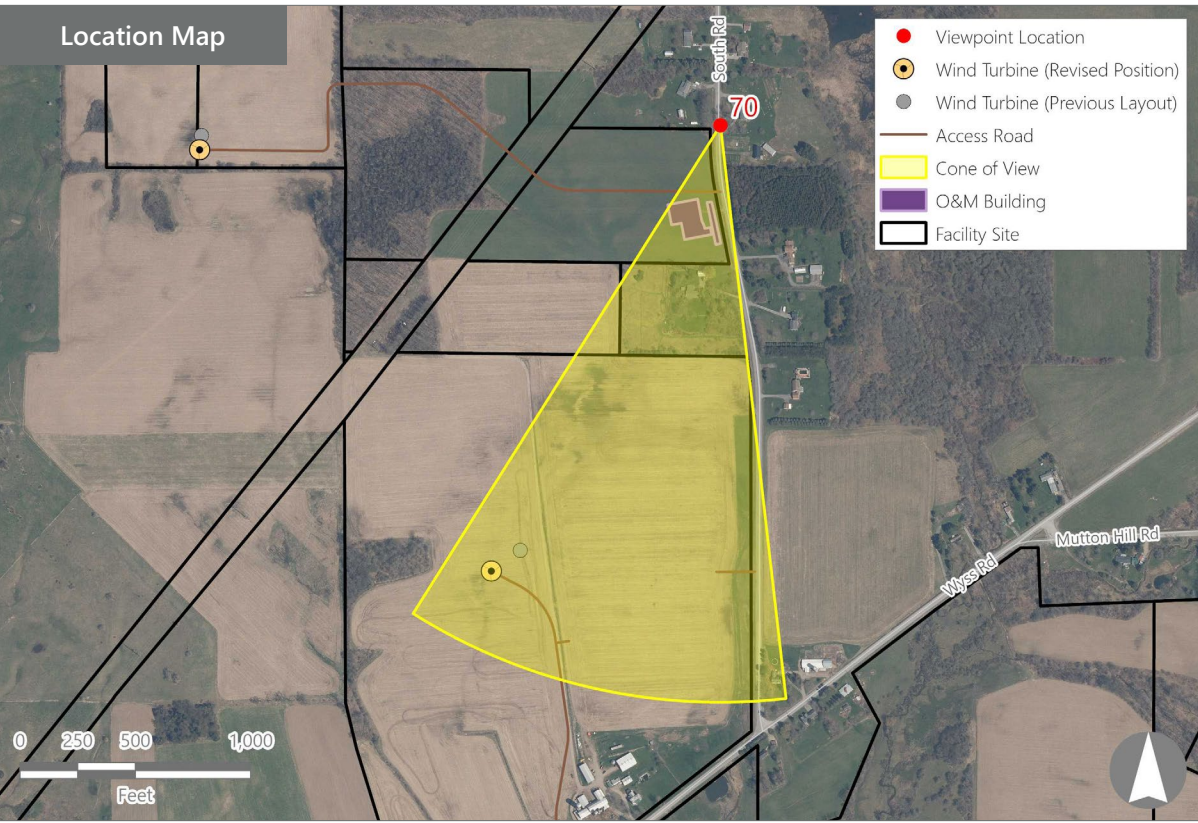 Location Map
South Rd
70
Viewpoint Location
Wind Turbine (Revised Position)
Wind Turbine (Previous Layout)
Access Road
Cone of View
O&M Building
Facility Site
Mutton Hill Rd
Wyss Rd
0 250 500 1,000
Feet